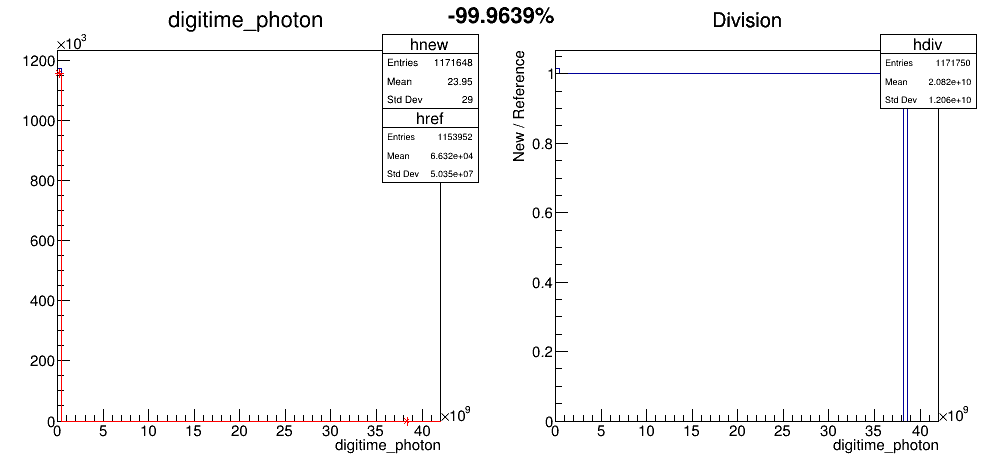 -99.9639%
digitime_photon
×10³
hnew
Entries 1171648
Mean 23.95
Std Dev 29
href
Entries 1153952
Mean 6.632e+04
Std Dev 5.035e+07
1200
1000
800
600
400
200
0
0 5 10 15 20 25 30 35 40
×10⁹
digitime_photon
Division
hdiv
Entries 1171750
Mean 2.082e+10
Std Dev 1.206e+10
New / Reference
1
0.8
0.6
0.4
0.2
0
0 5 10 15 20 25 30 35 40
×10⁹
digitime_photon